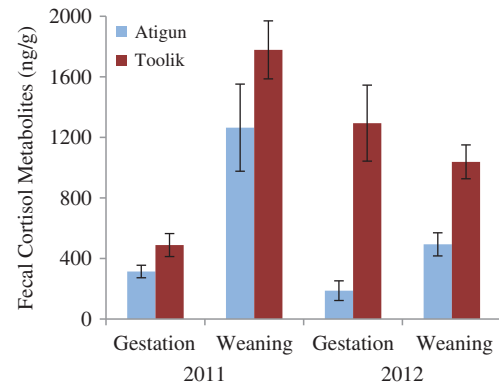 Fecal Cortisol Metabolites (ng/g)
2000
1600
1200
800
400
0
Atigun
Toolik
Gestation Weaning Gestation Weaning
2011 2012